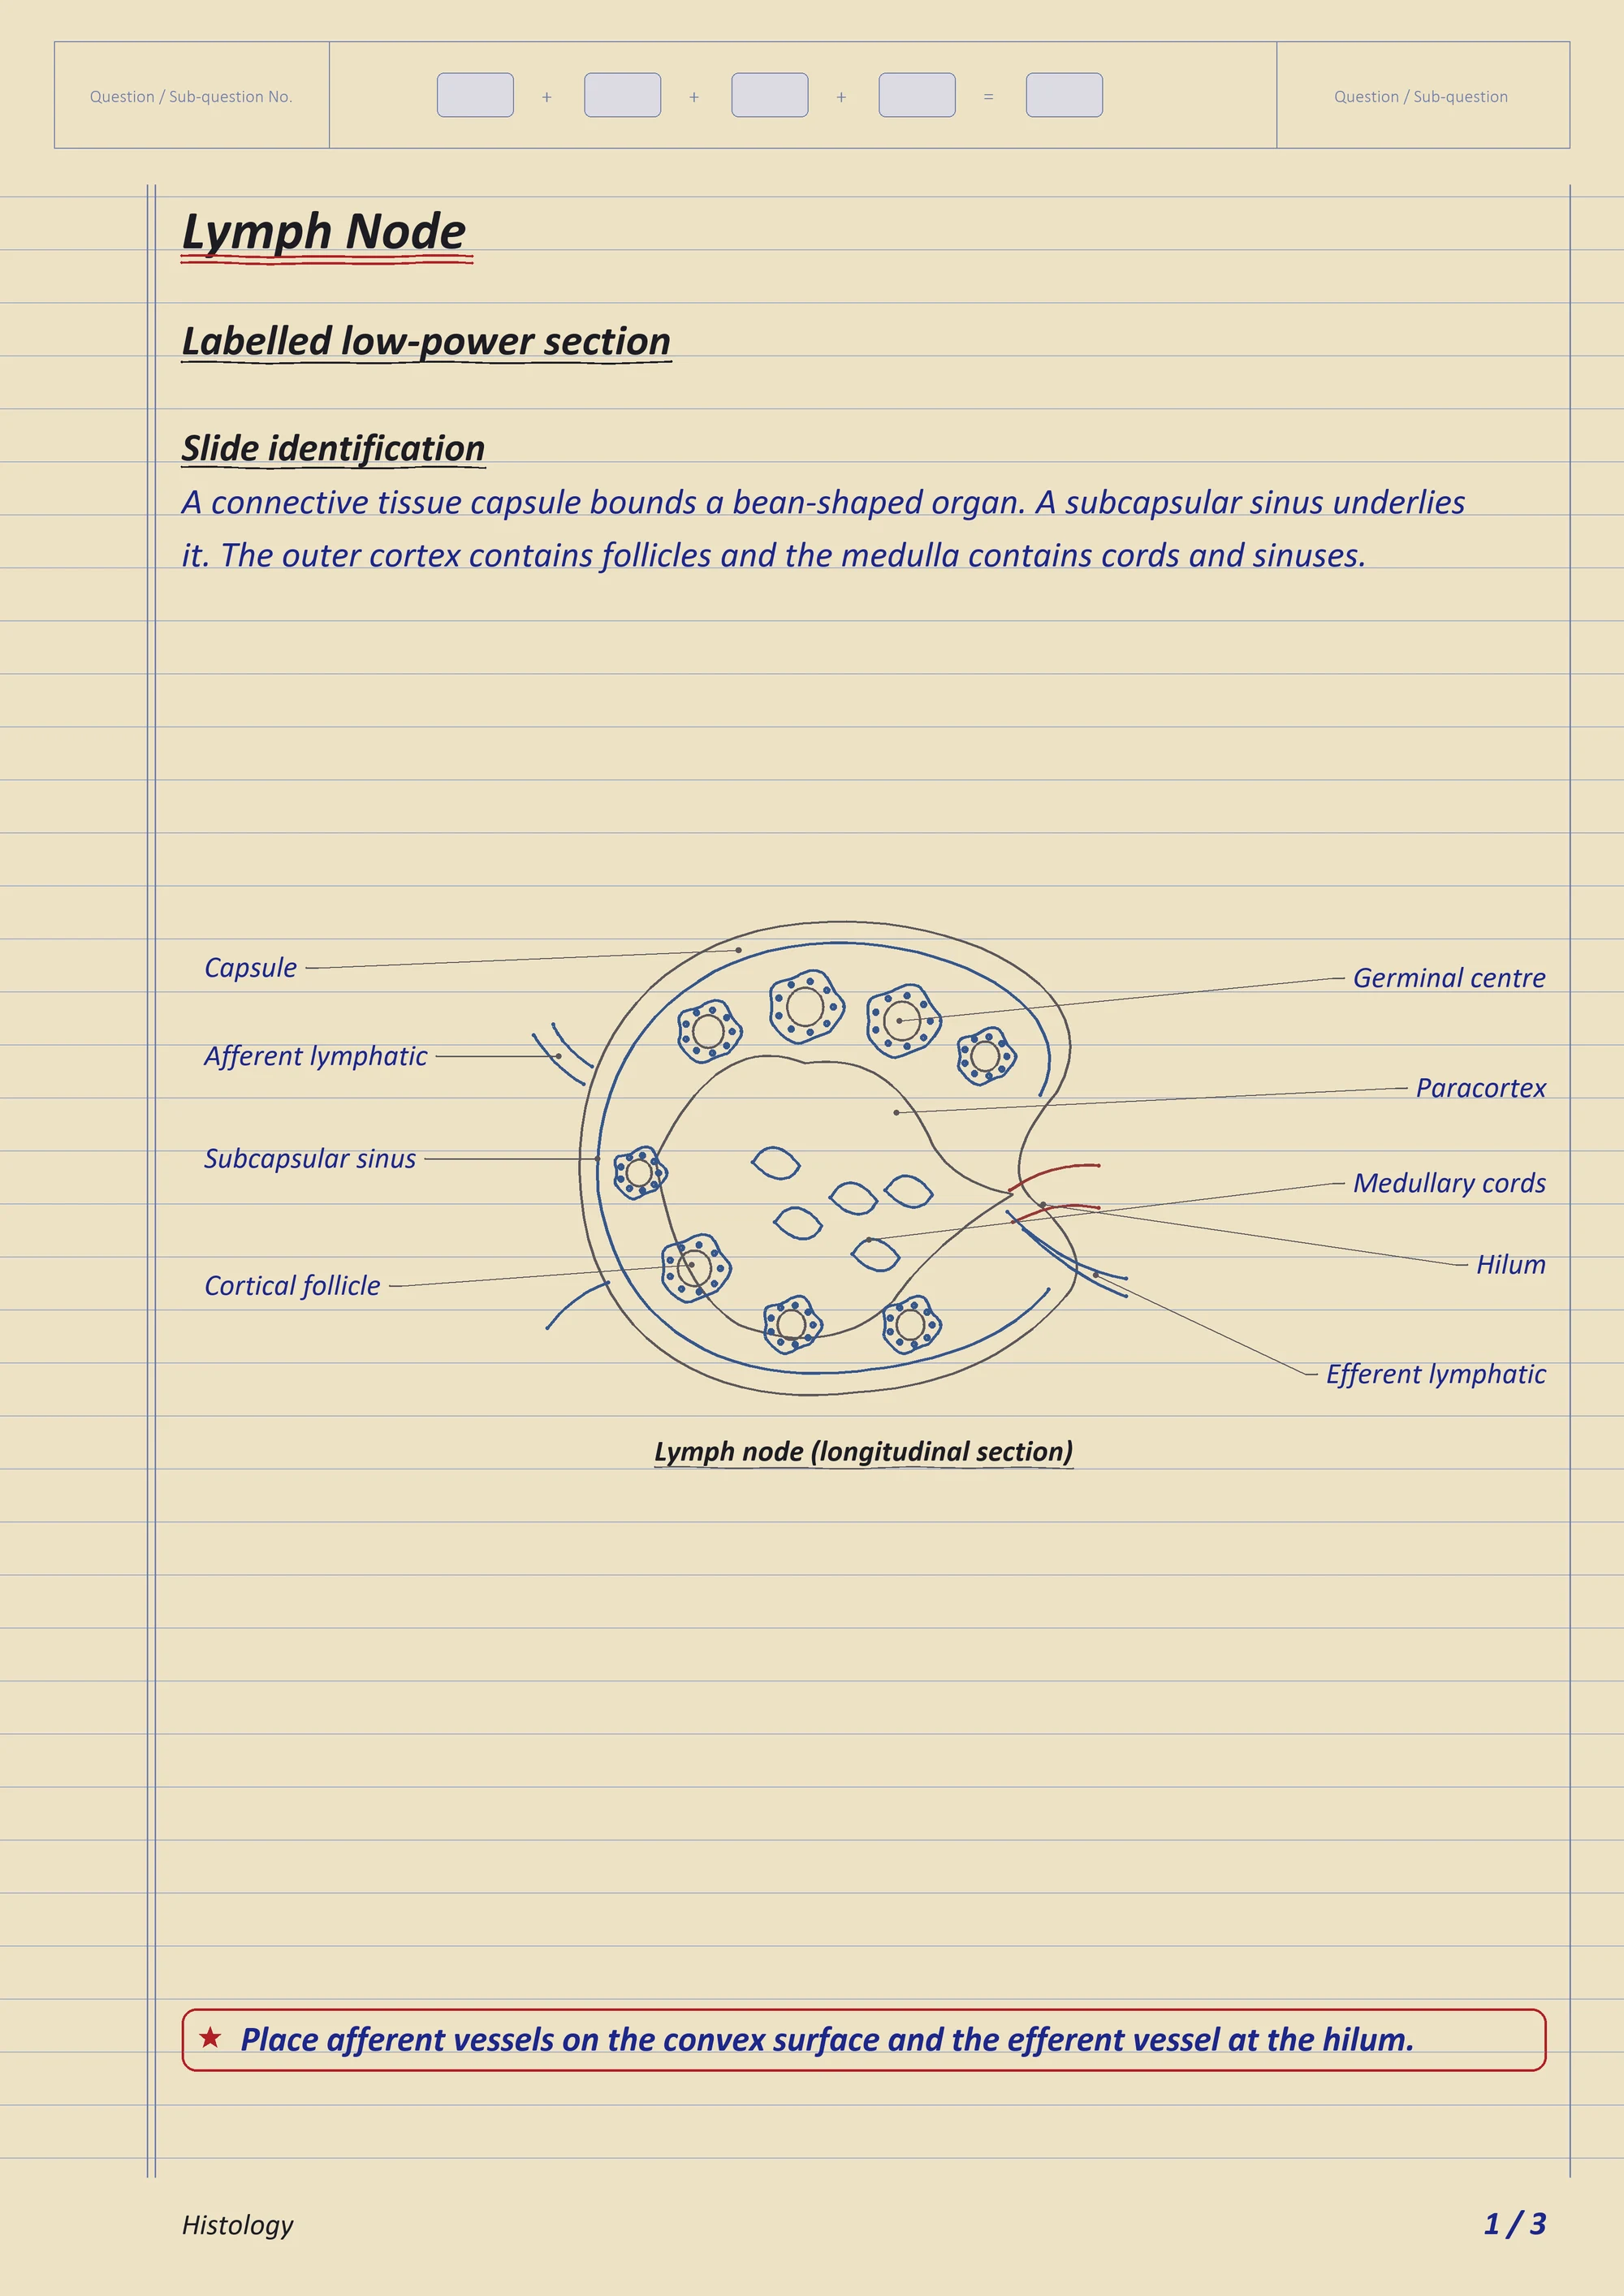 Question / Sub-question No.
+ + + =
Question / Sub-question
Lymph Node
Labelled low-power section
Slide identification
A connective tissue capsule bounds a bean-shaped organ. A subcapsular sinus underlies
it. The outer cortex contains follicles and the medulla contains cords and sinuses.
Capsule
Afferent lymphatic
Subcapsular sinus
Cortical follicle
Germinal centre
Paracortex
Medullary cords
Hilum
Efferent lymphatic
Lymph node (longitudinal section)
★ Place afferent vessels on the convex surface and the efferent vessel at the hilum.
Histology
1 / 3